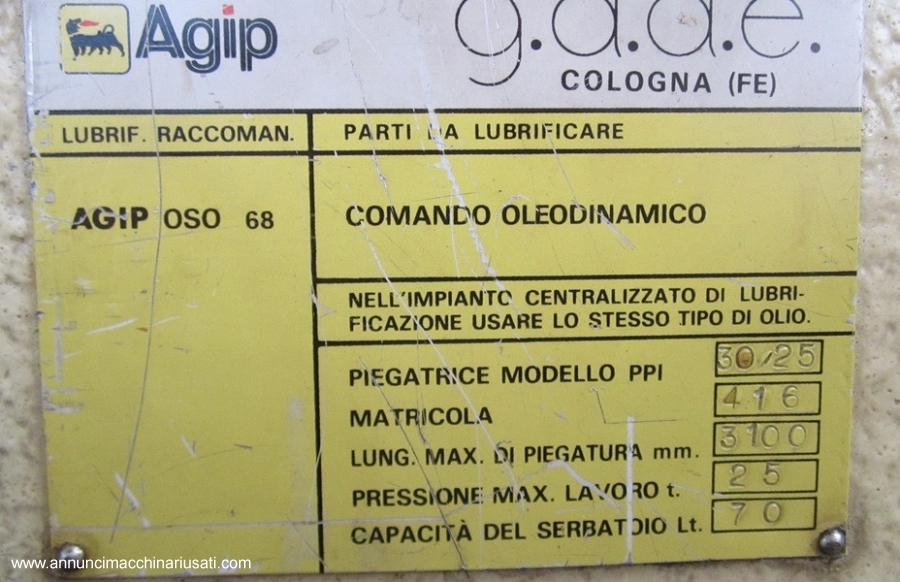 Agip
g.a.d.e.
COLOGNA (FE)
LUBRIF. RACCOMAN.
PARTI DA LUBRIFICARE
AGIP OSO 68
COMANDO OLEODINAMICO
NELL'IMPIANTO CENTRALIZZATO DI LUBRI-
FICAZIONE USARE LO STESSO TIPO DI OLIO.
PIEGATRICE MODELLO PPI 30/25
MATRICOLA 416
LUNG. MAX. DI PIEGATURA mm. 3100
PRESSIONE MAX. LAVORO t. 25
CAPACITÀ DEL SERBATOIO Lt. 70
www.annuncimacchinariusati.com